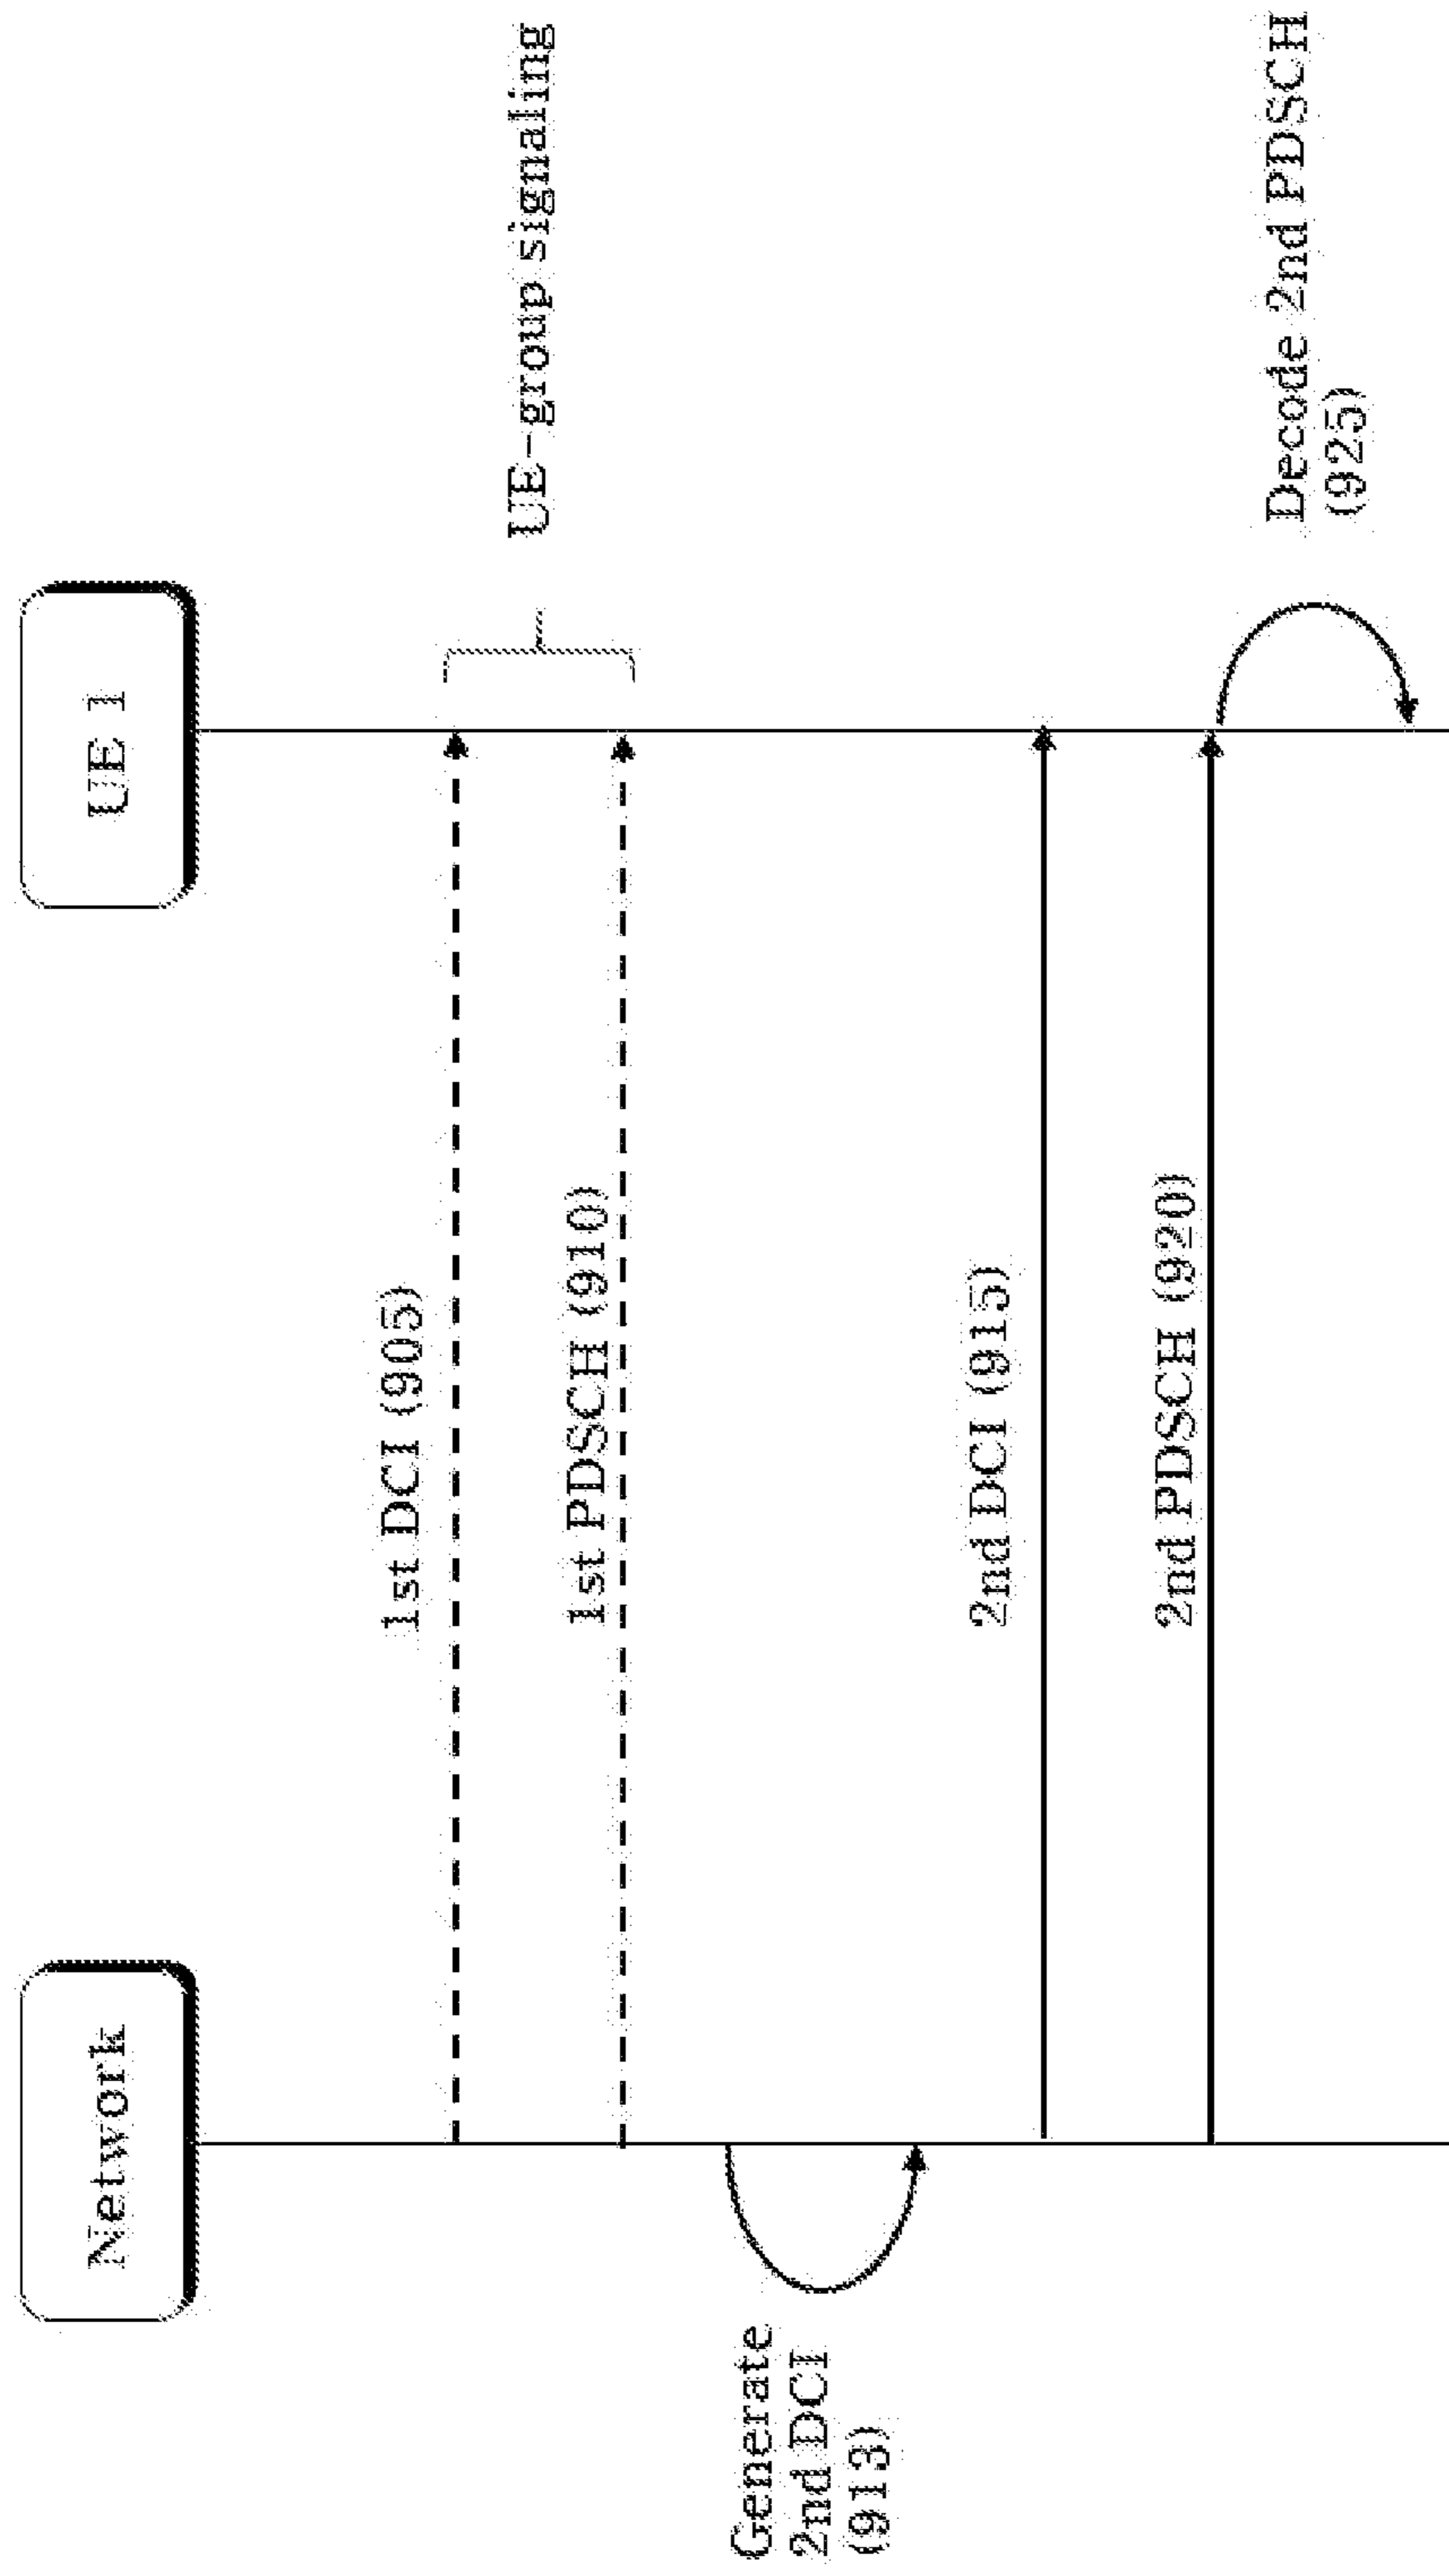 Network
UE 1
1st DCI (905)
1st PDSCH (910)
UE-group signaling
Generate
2nd DCI
(913)
2nd DCI (915)
2nd PDSCH (920)
Decode 2nd PDSCH
(925)